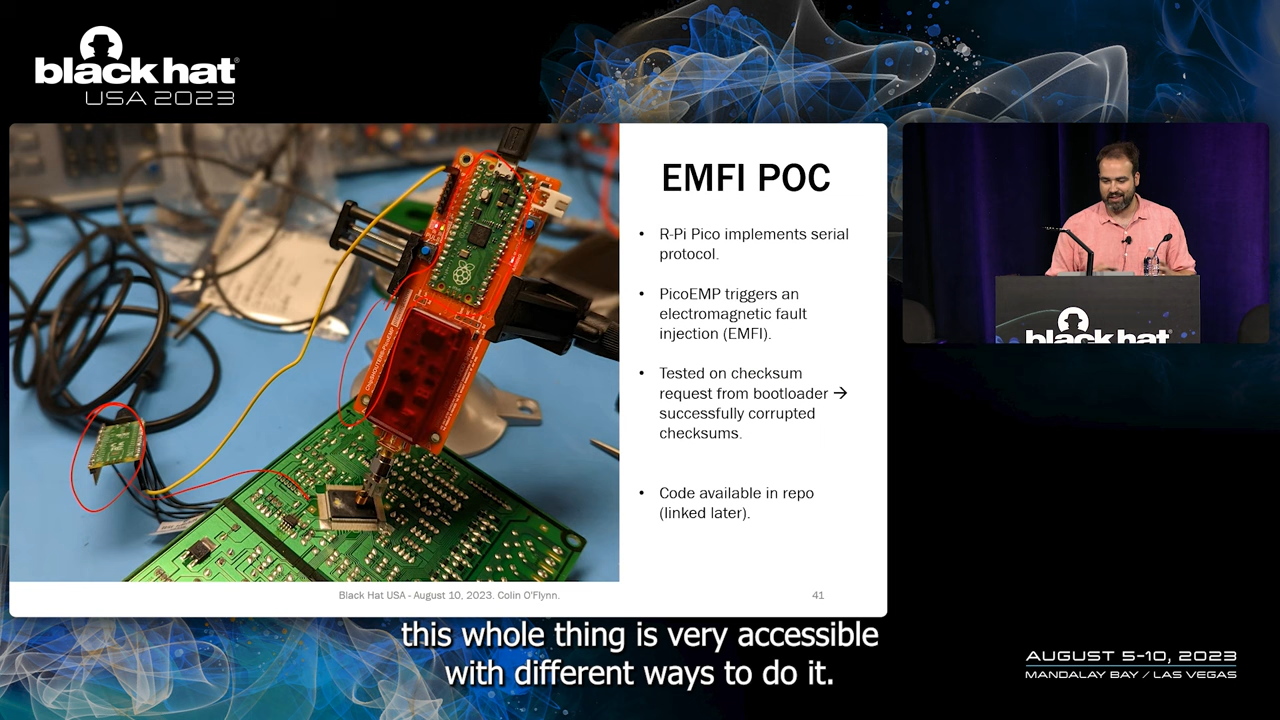 black hat®
USA 2023
EMFI POC
• R-Pi Pico implements serial
protocol.
• PicoEMP triggers an
electromagnetic fault
injection (EMFI).
• Tested on checksum
request from bootloader →
successfully corrupted
checksums.
• Code available in repo
(linked later).
Black Hat USA - August 10, 2023. Colin O'Flynn.
41
black hat
this whole thing is very accessible
with different ways to do it.
AUGUST 5-10, 2023
MANDALAY BAY / LAS VEGAS